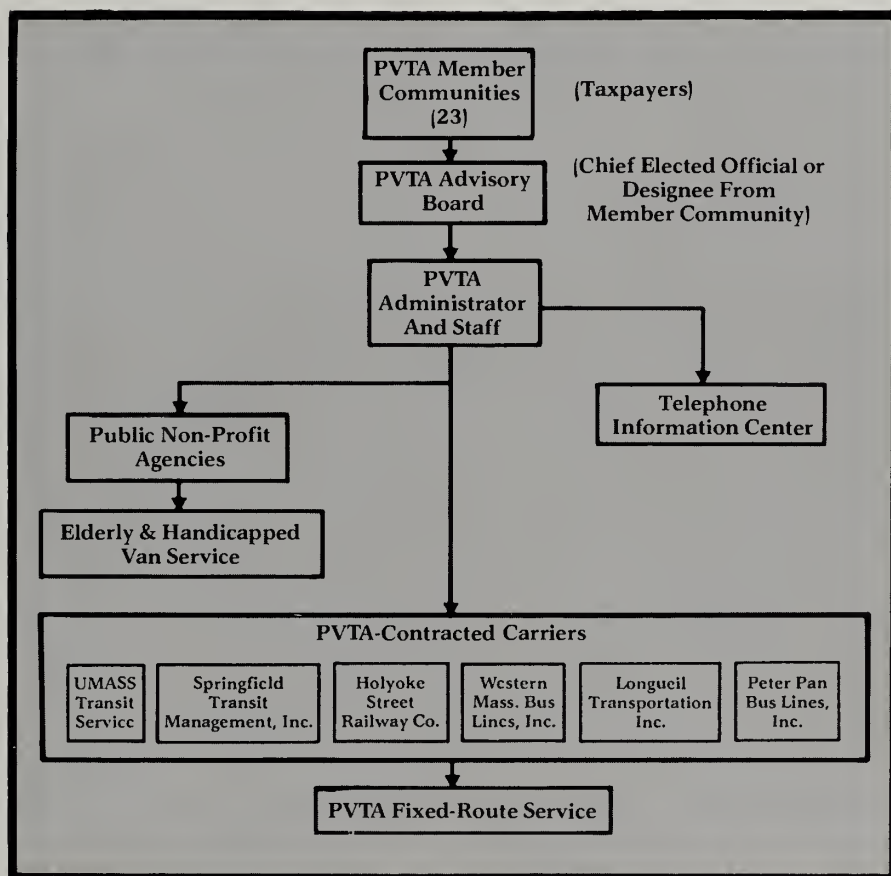 PVTA Member
Communities
(23)
(Taxpayers)
PVTA Advisory
Board
(Chief Elected Official or
Designee From
Member Community)
PVTA
Administrator
And Staff
Public Non-Profit
Agencies
Telephone
Information Center
Elderly & Handicapped
Van Service
PVTA-Contracted Carriers
UMASS
Transit
Service
Springfield
Transit
Management, Inc.
Holyoke
Street
Railway Co.
Western
Mass. Bus
Lines, Inc.
Longueil
Transportation
Inc.
Peter Pan
Bus Lines,
Inc.
PVTA Fixed-Route Service